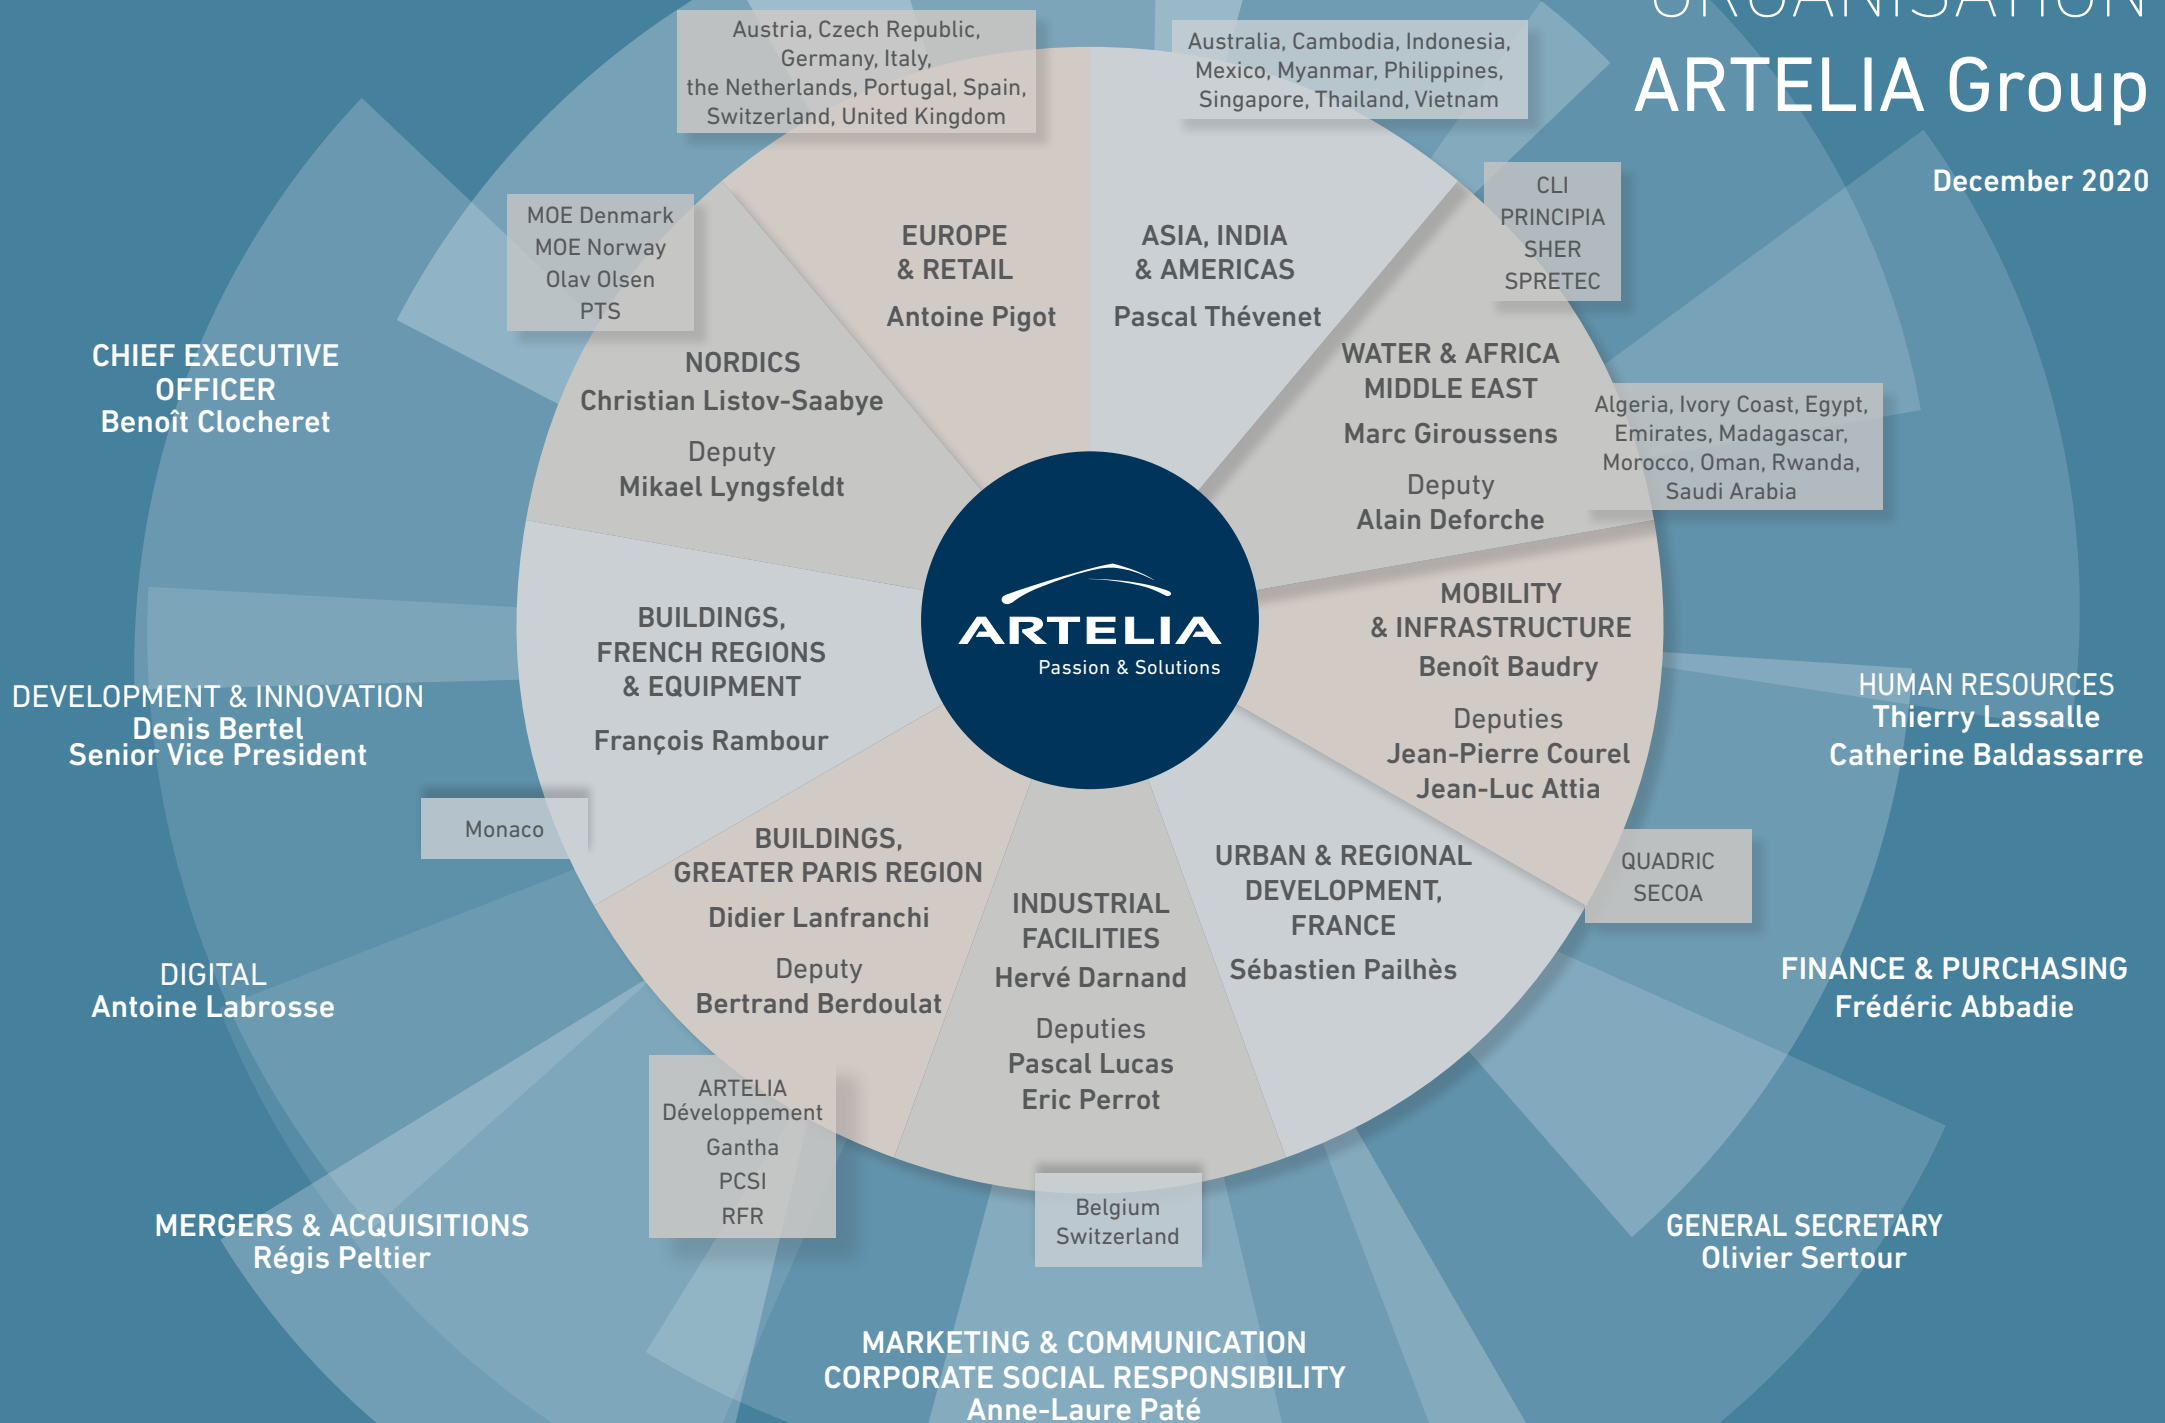 ORGANISATION
ARTELIA Group
December 2020
Austria, Czech Republic,
Germany, Italy,
the Netherlands, Portugal, Spain,
Switzerland, United Kingdom
Australia, Cambodia, Indonesia,
Mexico, Myanmar, Philippines,
Singapore, Thailand, Vietnam
MOE Denmark
MOE Norway
Olav Olsen
PTS
CLI
PRINCIPIA
SHER
SPRETEC
EUROPE
& RETAIL
Antoine Pigot
ASIA, INDIA
& AMERICAS
Pascal Thévenet
NORDICS
Christian Listov-Saabye
Deputy
Mikael Lyngsfeldt
WATER & AFRICA
MIDDLE EAST
Marc Giroussens
Deputy
Alain Deforche
Algeria, Ivory Coast, Egypt,
Emirates, Madagascar,
Morocco, Oman, Rwanda,
Saudi Arabia
CHIEF EXECUTIVE
OFFICER
Benoît Clocheret
ARTELIA
Passion & Solutions
BUILDINGS,
FRENCH REGIONS
& EQUIPMENT
François Rambour
MOBILITY
& INFRASTRUCTURE
Benoît Baudry
Deputies
Jean-Pierre Courel
Jean-Luc Attia
DEVELOPMENT & INNOVATION
Denis Bertel
Senior Vice President
HUMAN RESOURCES
Thierry Lassalle
Catherine Baldassarre
Monaco
BUILDINGS,
GREATER PARIS REGION
Didier Lanfranchi
Deputy
Bertrand Berdoulat
INDUSTRIAL
FACILITIES
Hervé Darnand
Deputies
Pascal Lucas
Eric Perrot
URBAN & REGIONAL
DEVELOPMENT,
FRANCE
Sébastien Pailhès
QUADRIC
SECOA
DIGITAL
Antoine Labrosse
FINANCE & PURCHASING
Frédéric Abbadie
ARTELIA
Développement
Gantha
PCSI
RFR
Belgium
Switzerland
MERGERS & ACQUISITIONS
Régis Peltier
GENERAL SECRETARY
Olivier Sertour
MARKETING & COMMUNICATION
CORPORATE SOCIAL RESPONSIBILITY
Anne-Laure Paté